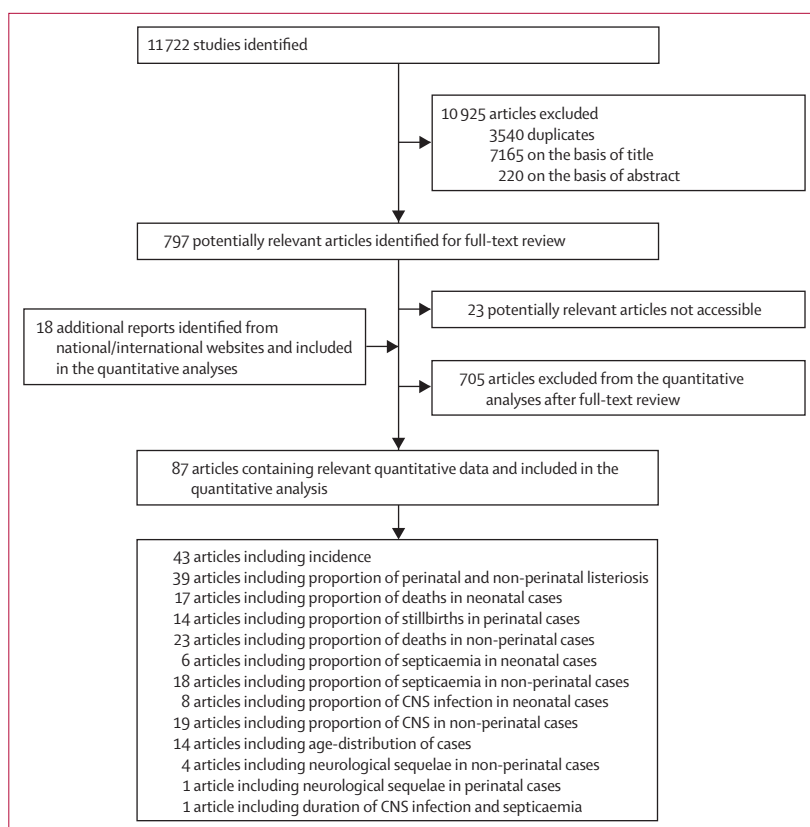 11 722 studies identified
10 925 articles excluded
3540 duplicates
7165 on the basis of title
220 on the basis of abstract
797 potentially relevant articles identified for full-text review
23 potentially relevant articles not accessible
18 additional reports identified from
national/international websites and included
in the quantitative analyses
705 articles excluded from the quantitative
analyses after full-text review
87 articles containing relevant quantitative data and included in the
quantitative analysis
43 articles including incidence
39 articles including proportion of perinatal and non-perinatal listeriosis
17 articles including proportion of deaths in neonatal cases
14 articles including proportion of stillbirths in perinatal cases
23 articles including proportion of deaths in non-perinatal cases
6 articles including proportion of septicaemia in neonatal cases
18 articles including proportion of septicaemia in non-perinatal cases
8 articles including proportion of CNS infection in neonatal cases
19 articles including proportion of CNS in non-perinatal cases
14 articles including age-distribution of cases
4 articles including neurological sequelae in non-perinatal cases
1 article including neurological sequelae in perinatal cases
1 article including duration of CNS infection and septicaemia